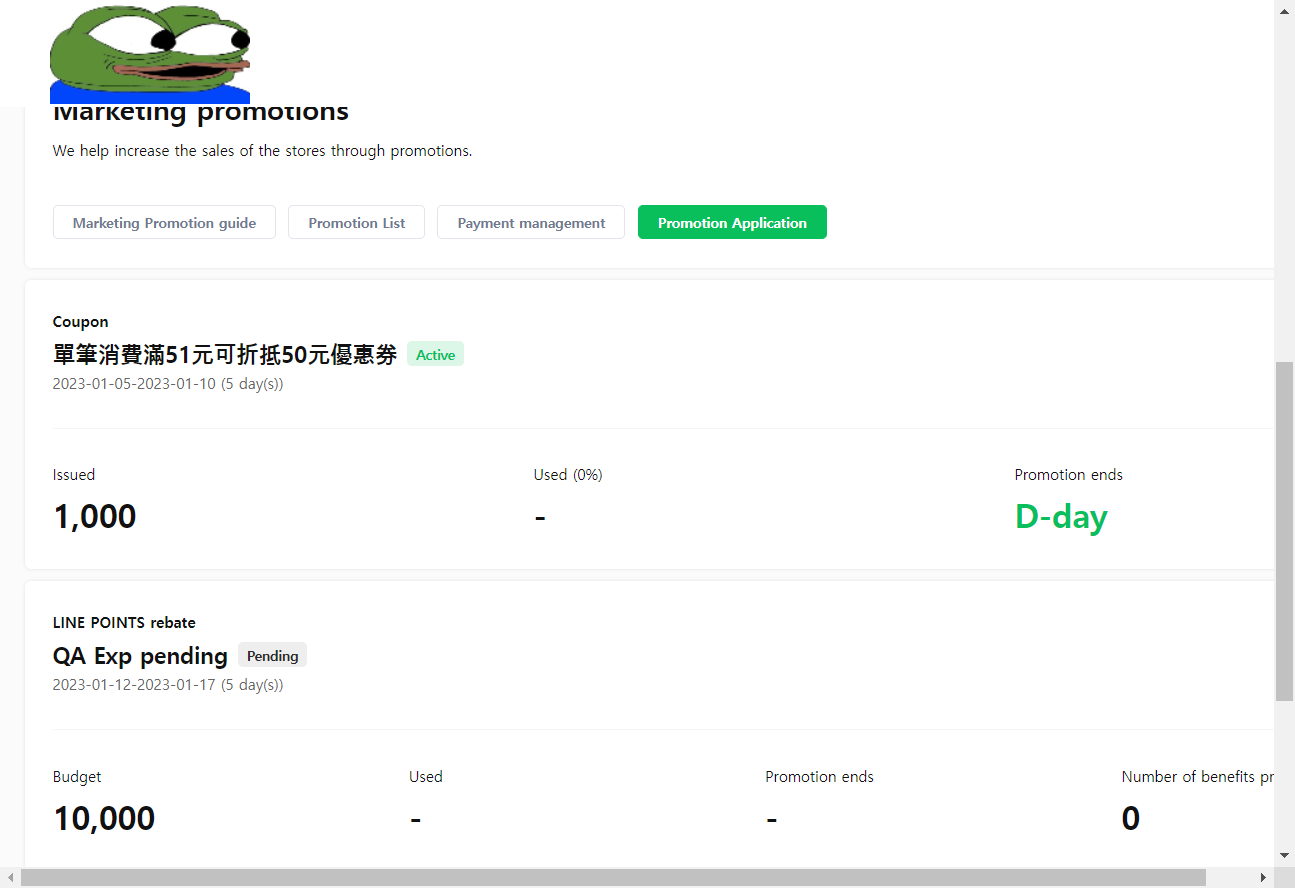 Marketing promotions
We help increase the sales of the stores through promotions.
Marketing Promotion guide
Promotion List
Payment management
Promotion Application
Coupon
單筆消費滿51元可折抵50元優惠券 Active
2023-01-05-2023-01-10 (5 day(s))
Issued
Used (0%)
Promotion ends
1,000
-
D-day
LINE POINTS rebate
QA Exp pending Pending
2023-01-12-2023-01-17 (5 day(s))
Budget
Used
Promotion ends
Number of benefits pr
10,000
-
-
0